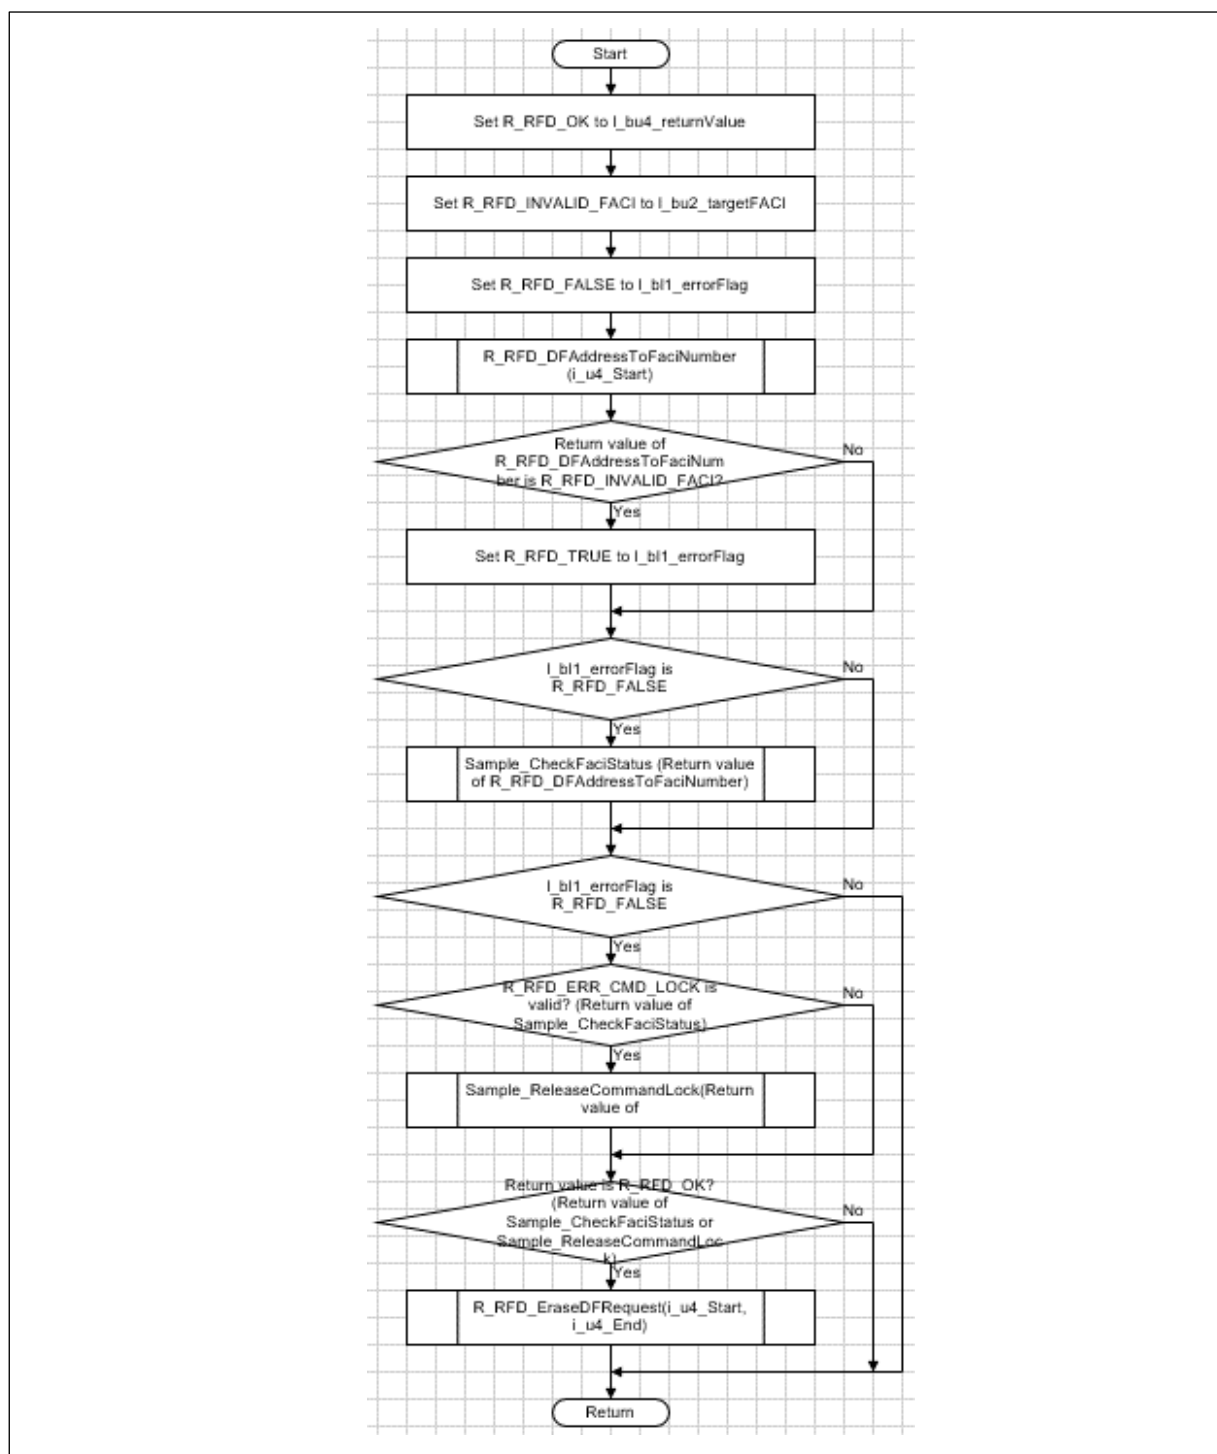 Start
Set R_RFD_OK to l_bu4_returnValue
Set R_RFD_INVALID_FACI to l_bu2_targetFACI
Set R_RFD_FALSE to l_bl1_errorFlag
R_RFD_DFAddressToFaciNumber
(i_u4_Start)
Return value of
R_RFD_DFAddressToFaciNum
ber is R_RFD_INVALID_FACI?
No
Yes
Set R_RFD_TRUE to l_bl1_errorFlag
l_bl1_errorFlag is
R_RFD_FALSE
No
Yes
Sample_CheckFaciStatus (Return value
of R_RFD_DFAddressToFaciNumber)
l_bl1_errorFlag is
R_RFD_FALSE
No
Yes
R_RFD_ERR_CMD_LOCK is
valid? (Return value of
Sample_CheckFaciStatus)
No
Yes
Sample_ReleaseCommandLock(Return
value of
Return value is R_RFD_OK?
(Return value of
Sample_CheckFaciStatus or
Sample_ReleaseCommandLoc
k)
No
Yes
R_RFD_EraseDFRequest(i_u4_Start,
i_u4_End)
Return